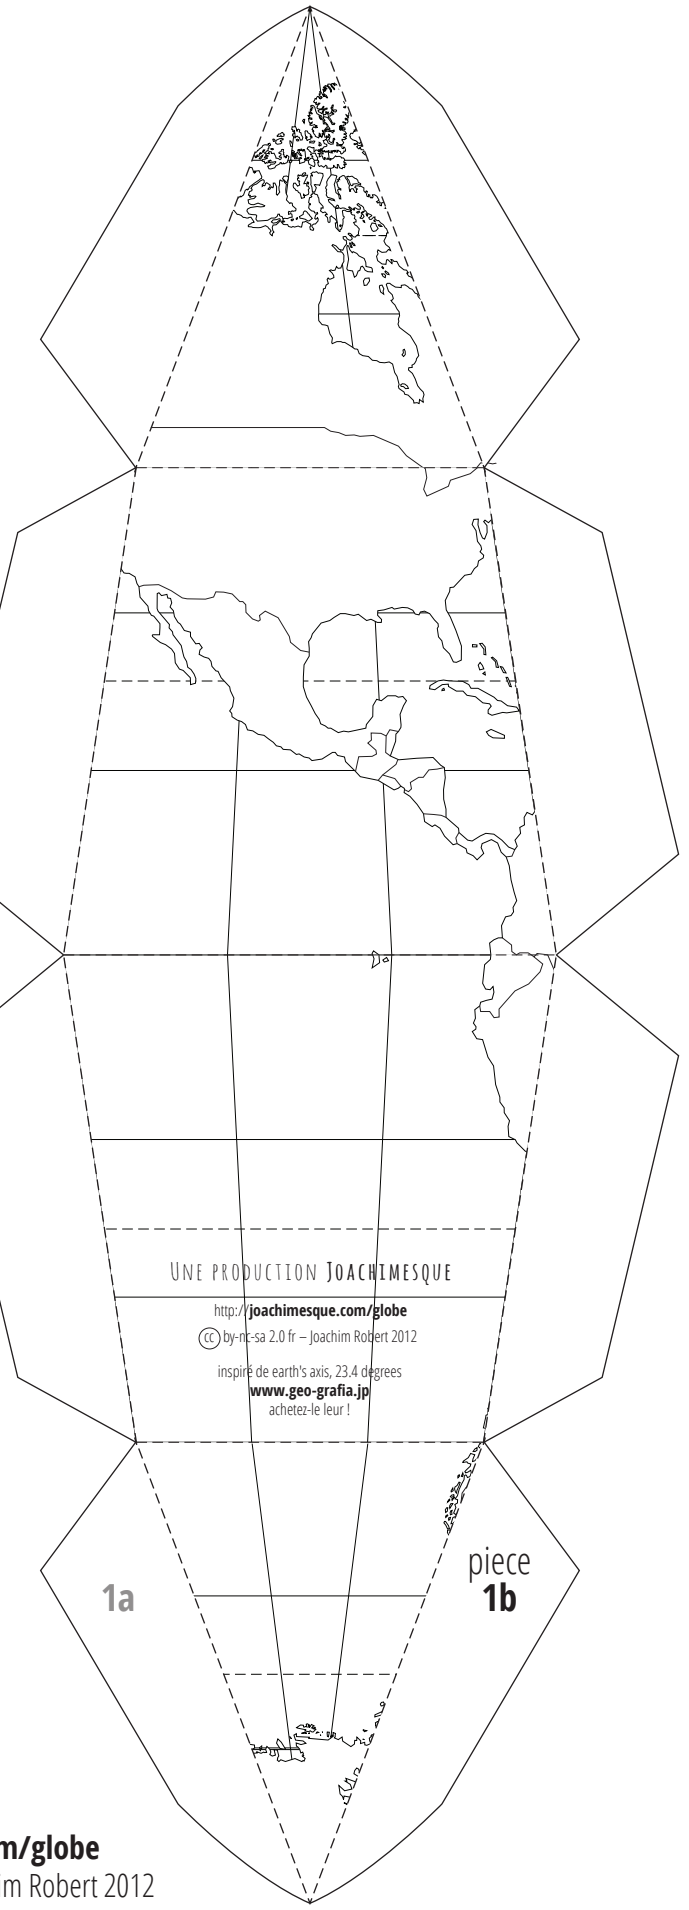 Une production Joachimesque
http://joachimesque.com/globe
cc by-nc-sa 2.0 fr – Joachim Robert 2012
inspiré de earth's axis, 23.4 degrees
www.geo-grafia.jp
achetez-le leur !
1a
piece
1b
m/globe
im Robert 2012